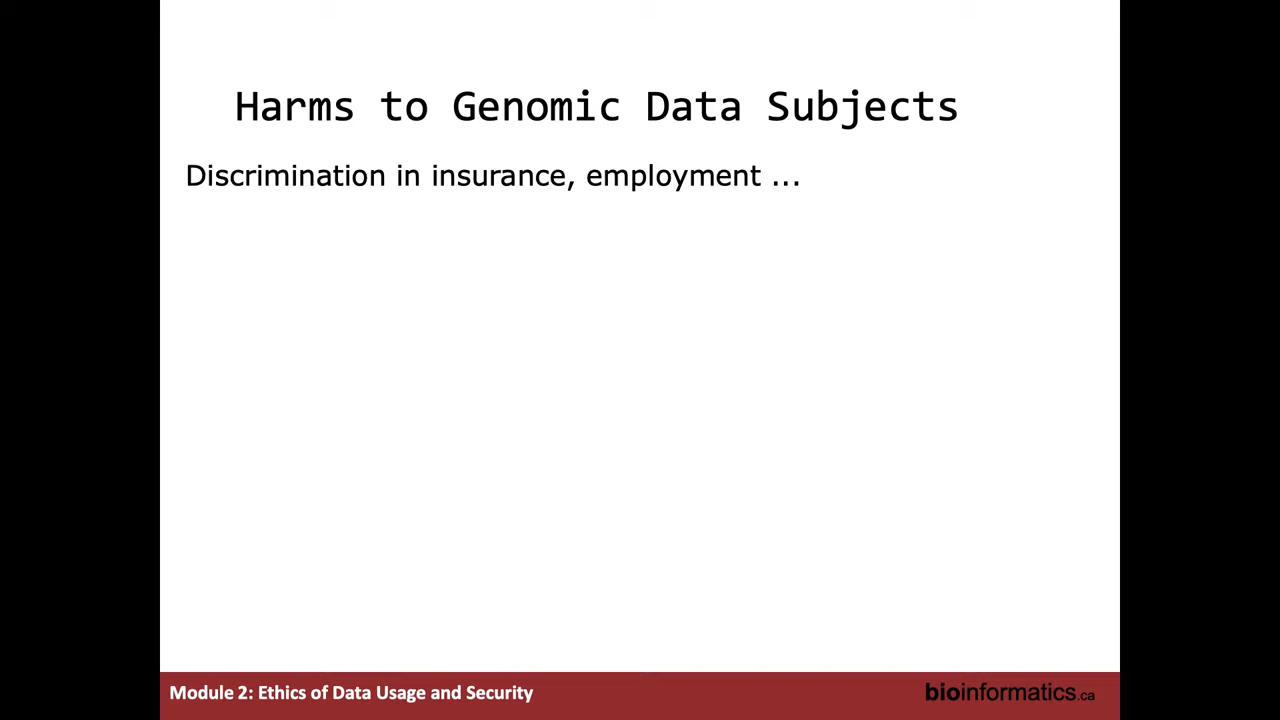 Harms to Genomic Data Subjects
Discrimination in insurance, employment ...
Module 2: Ethics of Data Usage and Security
bioinformatics.ca